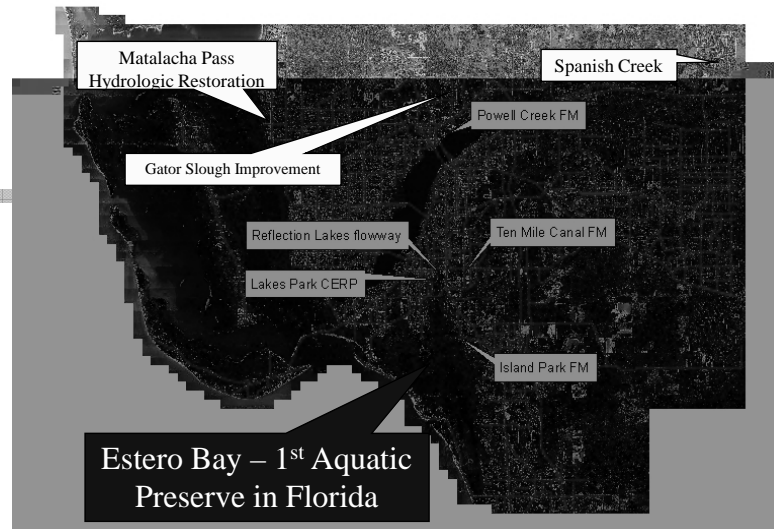 Matalacha Pass
Hydrologic Restoration
Spanish Creek
Powell Creek FM
Gator Slough Improvement
Reflection Lakes flowway
Ten Mile Canal FM
Lakes Park CERP
Island Park FM
Estero Bay – 1st Aquatic
Preserve in Florida